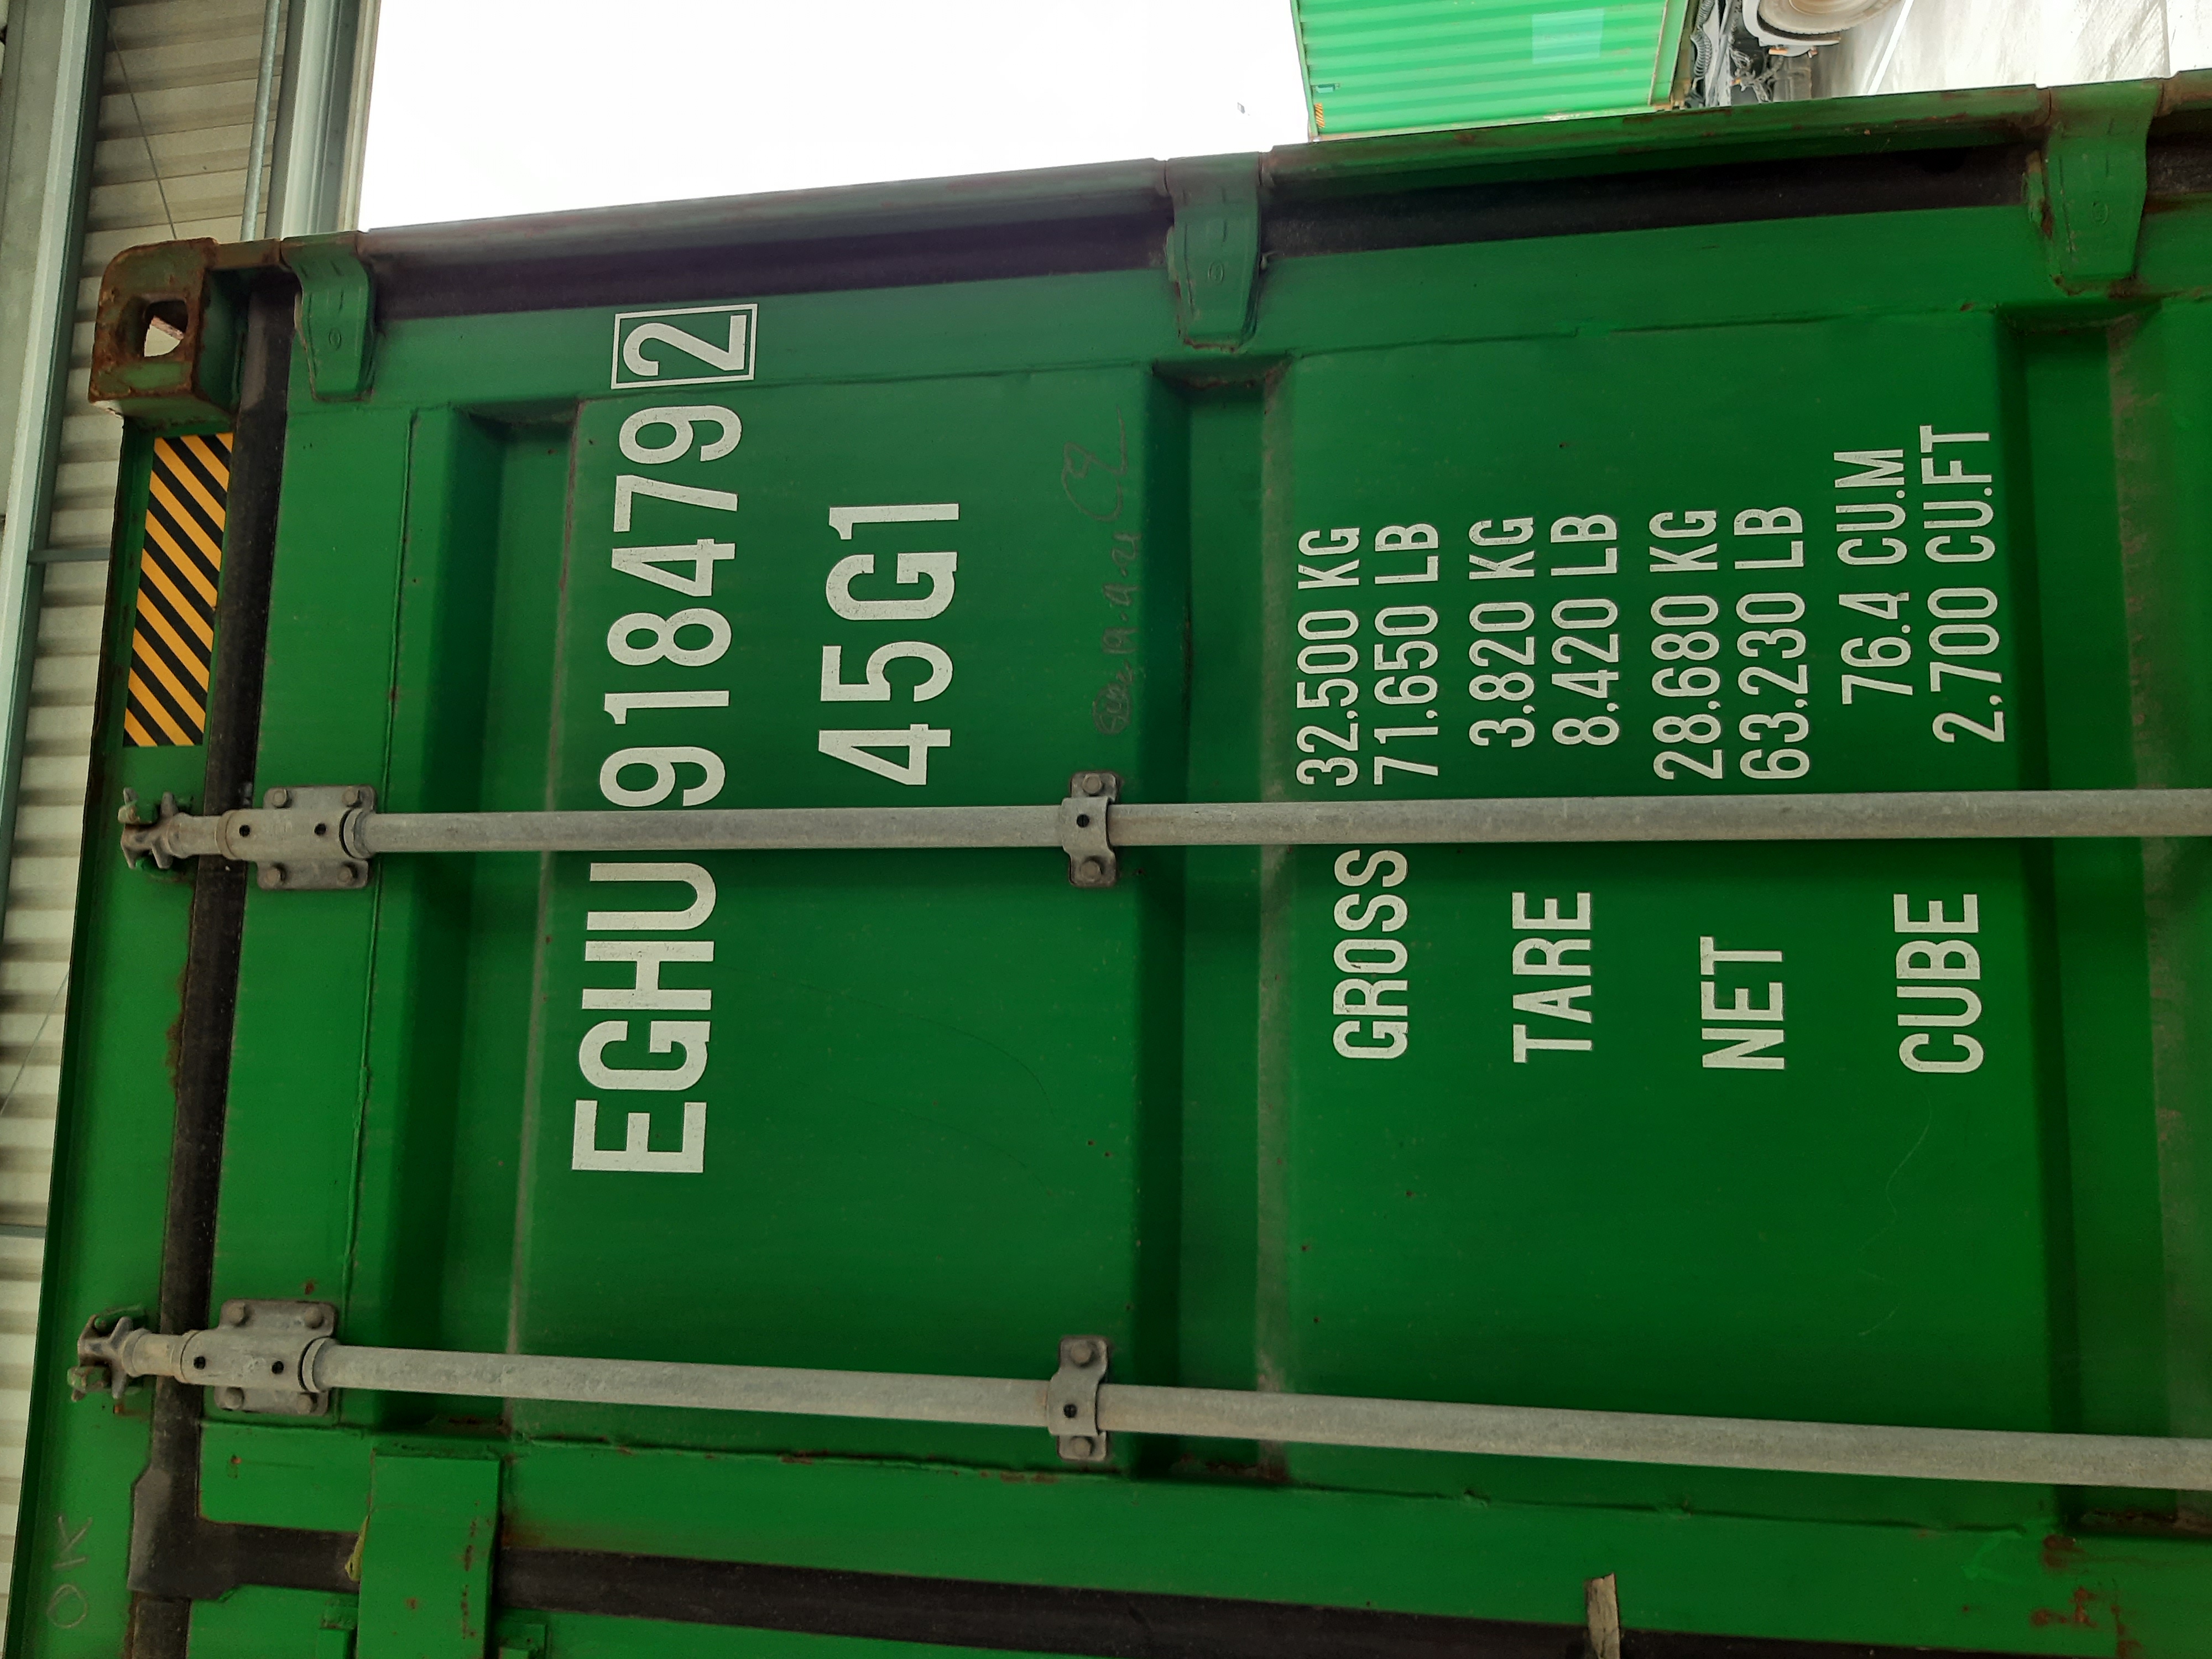 EGHU 918479 2
45G1
GROSS 32,500 KG
71,650 LB
TARE 3,820 KG
8,420 LB
NET 28,680 KG
63,230 LB
CUBE 76.4 CU.M
2,700 CU.FT
OK